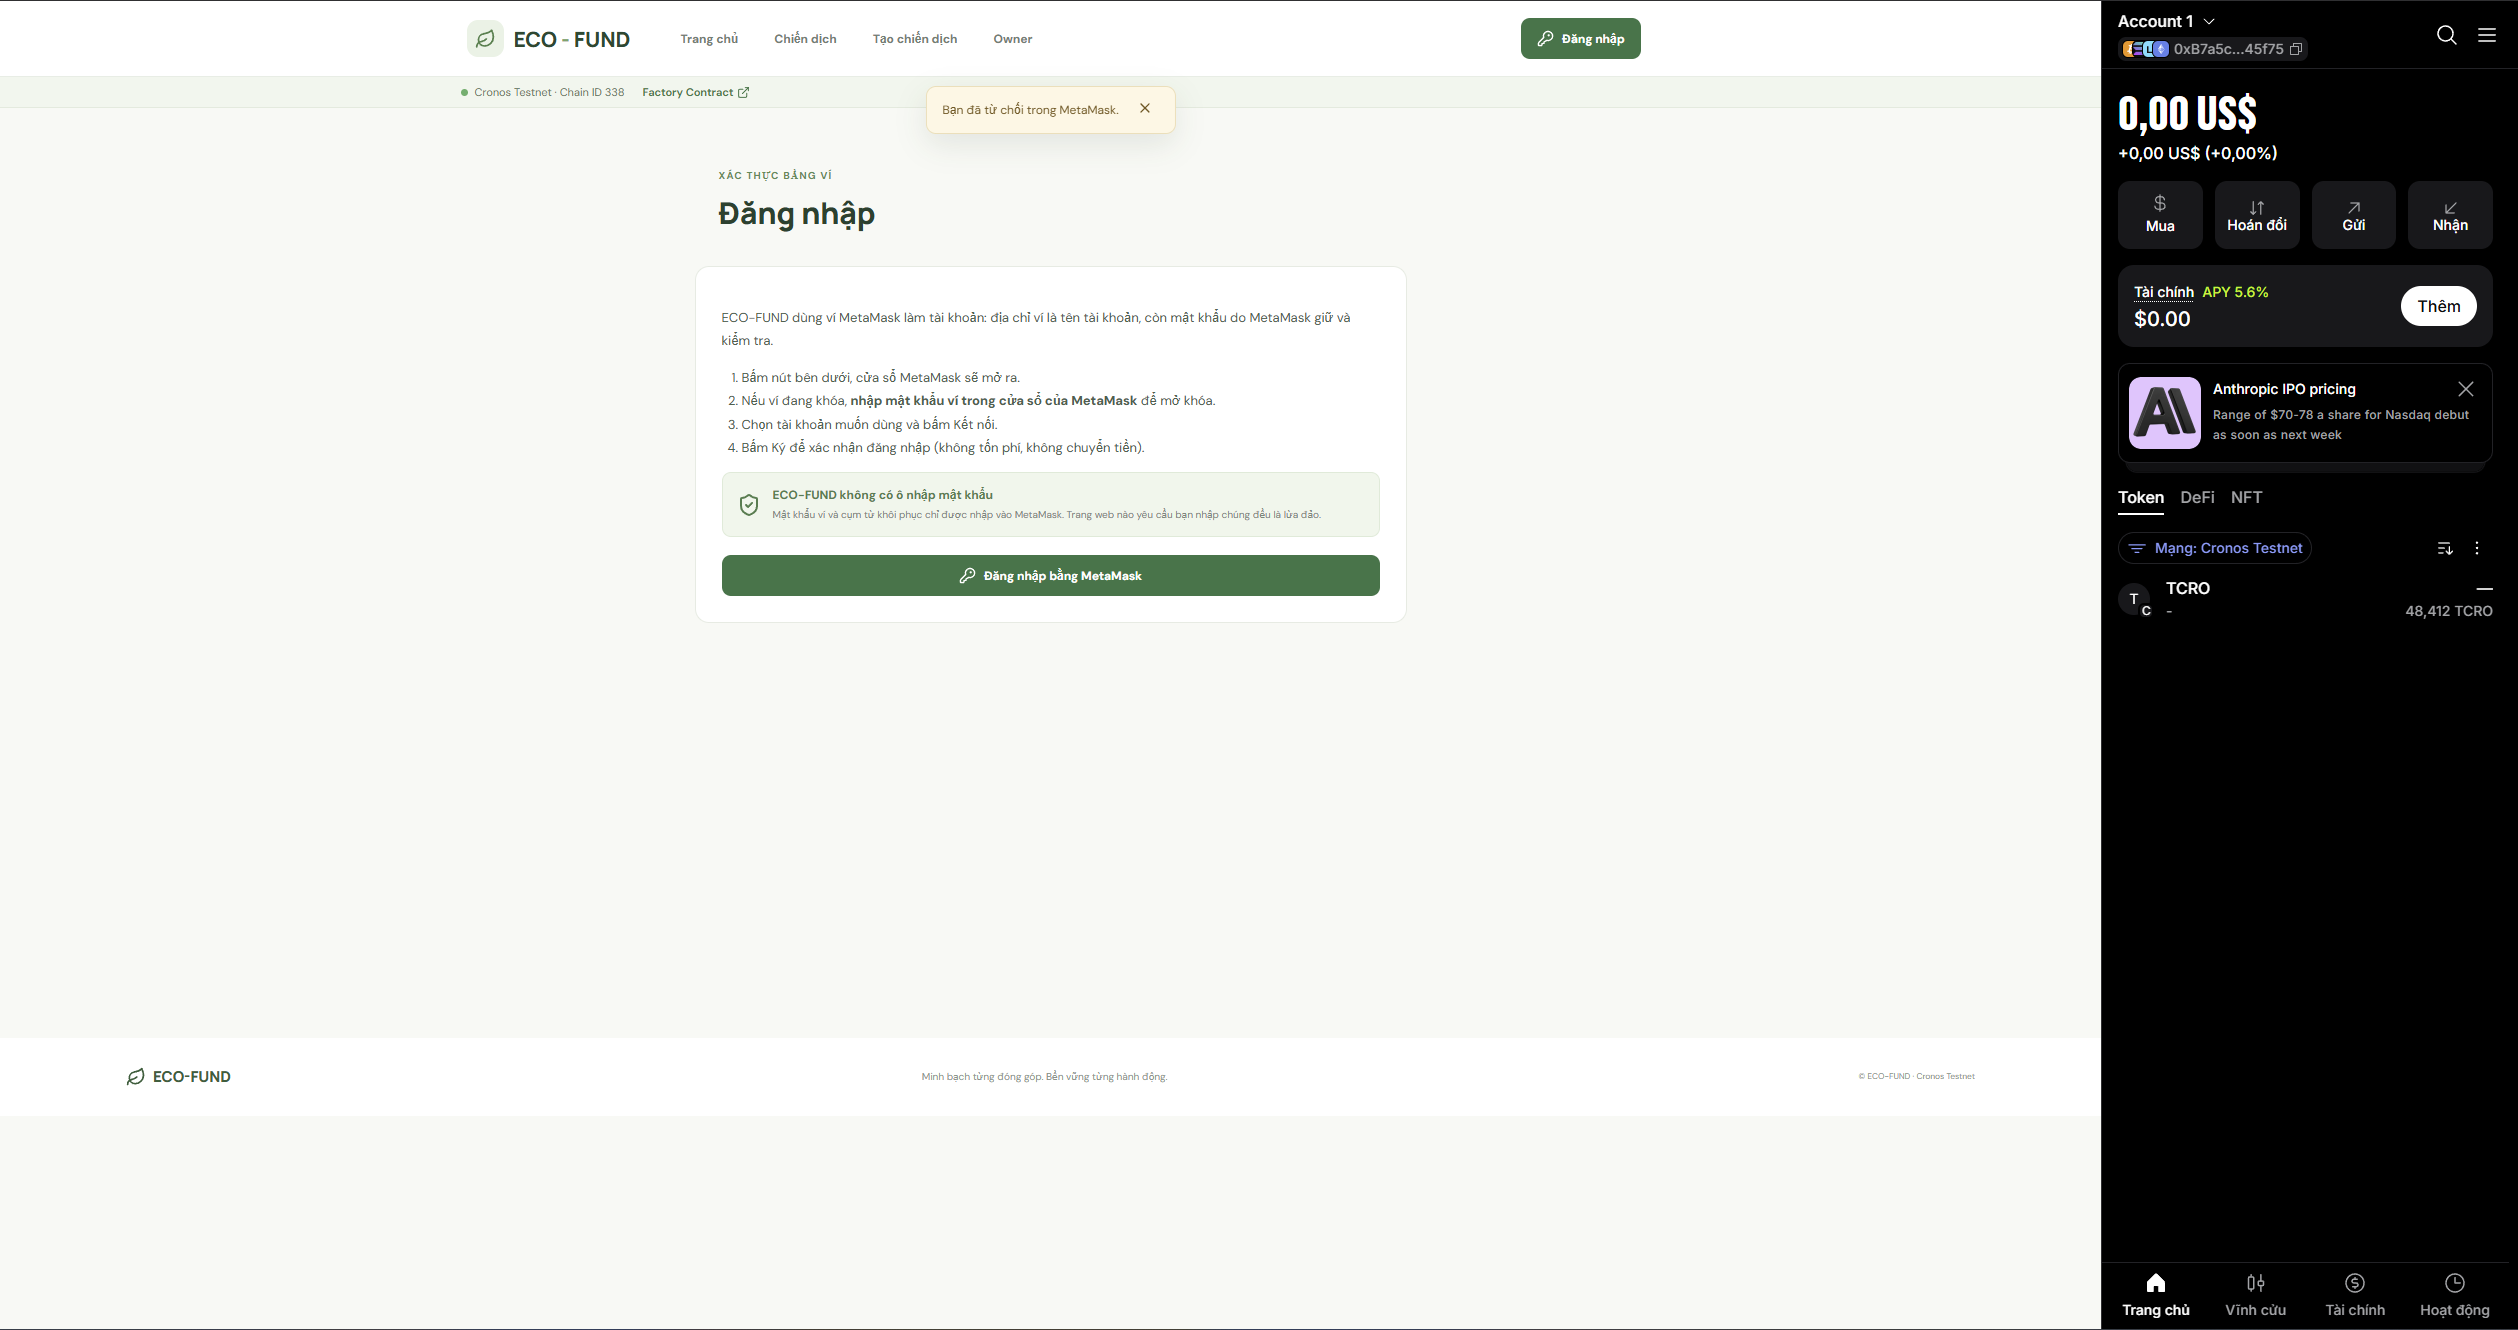 ECO - FUND
Trang chủ
Chiến dịch
Tạo chiến dịch
Owner
Đăng nhập
Cronos Testnet · Chain ID 338
Factory Contract
Bạn đã từ chối trong MetaMask.
XÁC THỰC BẰNG VÍ
Đăng nhập
ECO-FUND dùng ví MetaMask làm tài khoản: địa chỉ ví là tên tài khoản, còn mật khẩu do MetaMask giữ và
kiểm tra.
1. Bấm nút bên dưới, cửa sổ MetaMask sẽ mở ra.
2. Nếu ví đang khóa, nhập mật khẩu ví trong cửa sổ của MetaMask để mở khóa.
3. Chọn tài khoản muốn dùng và bấm Kết nối.
4. Bấm Ký để xác nhận đăng nhập (không tốn phí, không chuyển tiền).
ECO-FUND không có ô nhập mật khẩu
Mật khẩu ví và cụm từ khôi phục chỉ được nhập vào MetaMask. Trang web nào yêu cầu bạn nhập chúng đều là lừa đảo.
Đăng nhập bằng MetaMask
ECO-FUND
Minh bạch từng đóng góp. Bền vững từng hành động.
© ECO-FUND · Cronos Testnet
Account 1
0xB7a5c...45f75
0,00 US$
+0,00 US$ (+0,00%)
Mua
Hoán đổi
Gửi
Nhận
Tài chính APY 5.6%
$0.00
Thêm
Anthropic IPO pricing
Range of $70-78 a share for Nasdaq debut
as soon as next week
Token
DeFi
NFT
Mạng: Cronos Testnet
T
C
TCRO
—
-
48,412 TCRO
Trang chủ
Vĩnh cửu
Tài chính
Hoạt động